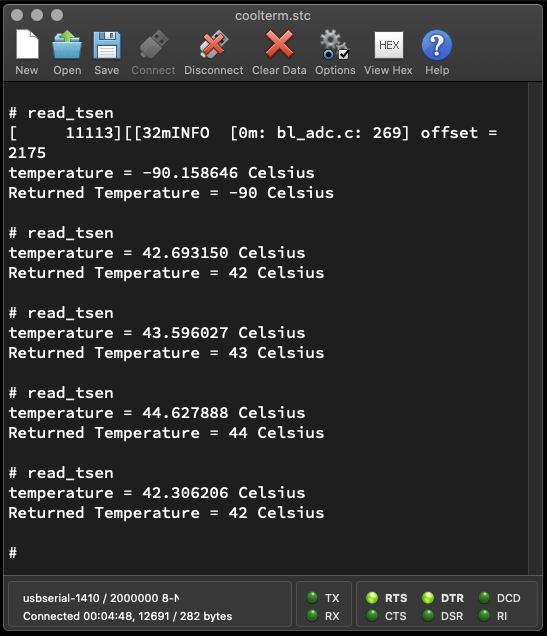 coolterm.stc
New Open Save Connect Disconnect Clear Data Options HEX View Hex ? Help
# read_tsen
[     11113][[32mINFO  [0m: bl_adc.c: 269] offset =
2175
temperature = -90.158646 Celsius
Returned Temperature = -90 Celsius
# read_tsen
temperature = 42.693150 Celsius
Returned Temperature = 42 Celsius
# read_tsen
temperature = 43.596027 Celsius
Returned Temperature = 43 Celsius
# read_tsen
temperature = 44.627888 Celsius
Returned Temperature = 44 Celsius
# read_tsen
temperature = 42.306206 Celsius
Returned Temperature = 42 Celsius
#
usbserial-1410 / 2000000 8-N
Connected 00:04:48, 12691 / 282 bytes
TX RTS DTR DCD
RX CTS DSR RI